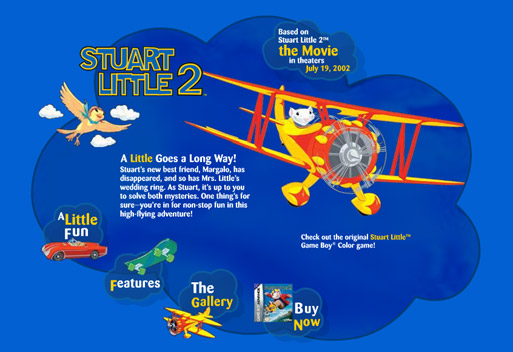 STUART
LITTLE 2™
Based on
Stuart Little 2™
the Movie
in theaters
July 19, 2002
A Little Goes a Long Way!
Stuart's new best friend, Margalo, has
disappeared, and so has Mrs. Little's
wedding ring. As Stuart, it's up to you
to solve both mysteries. One thing's for
sure–you're in for non-stop fun in this
high-flying adventure!
Check out the original Stuart Little™
Game Boy® Color game!
A Little
Fun
Features
The
Gallery
Buy
Now